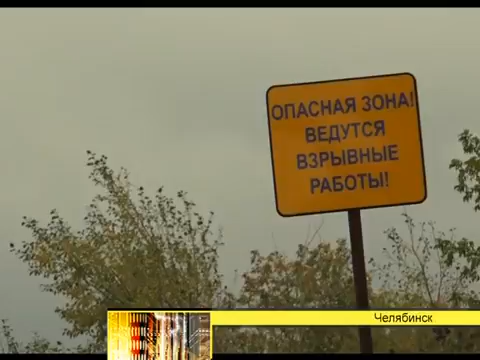 ОПАСНАЯ ЗОНА!
ВЕДУТСЯ
ВЗРЫВНЫЕ
РАБОТЫ!
Челябинск